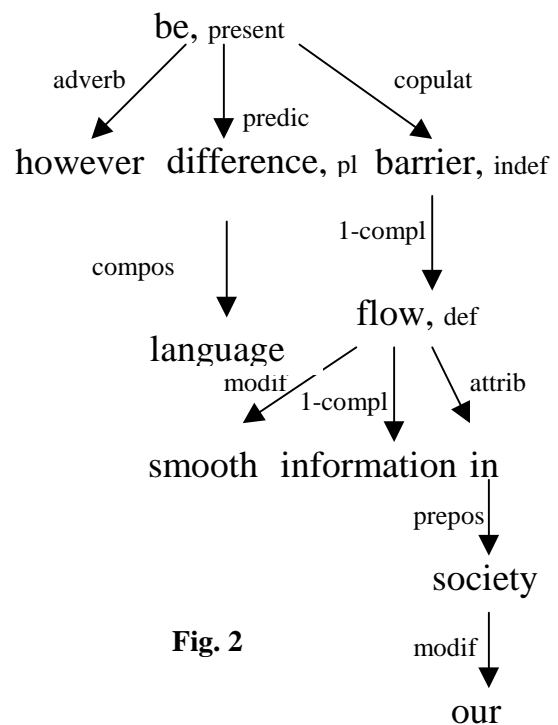 be, present
adverb
copulat
predic
however difference, pl barrier, indef
1-compl
compos
flow, def
language
modif
1-compl
attrib
smooth information in
prepos
society
Fig. 2
modif
our